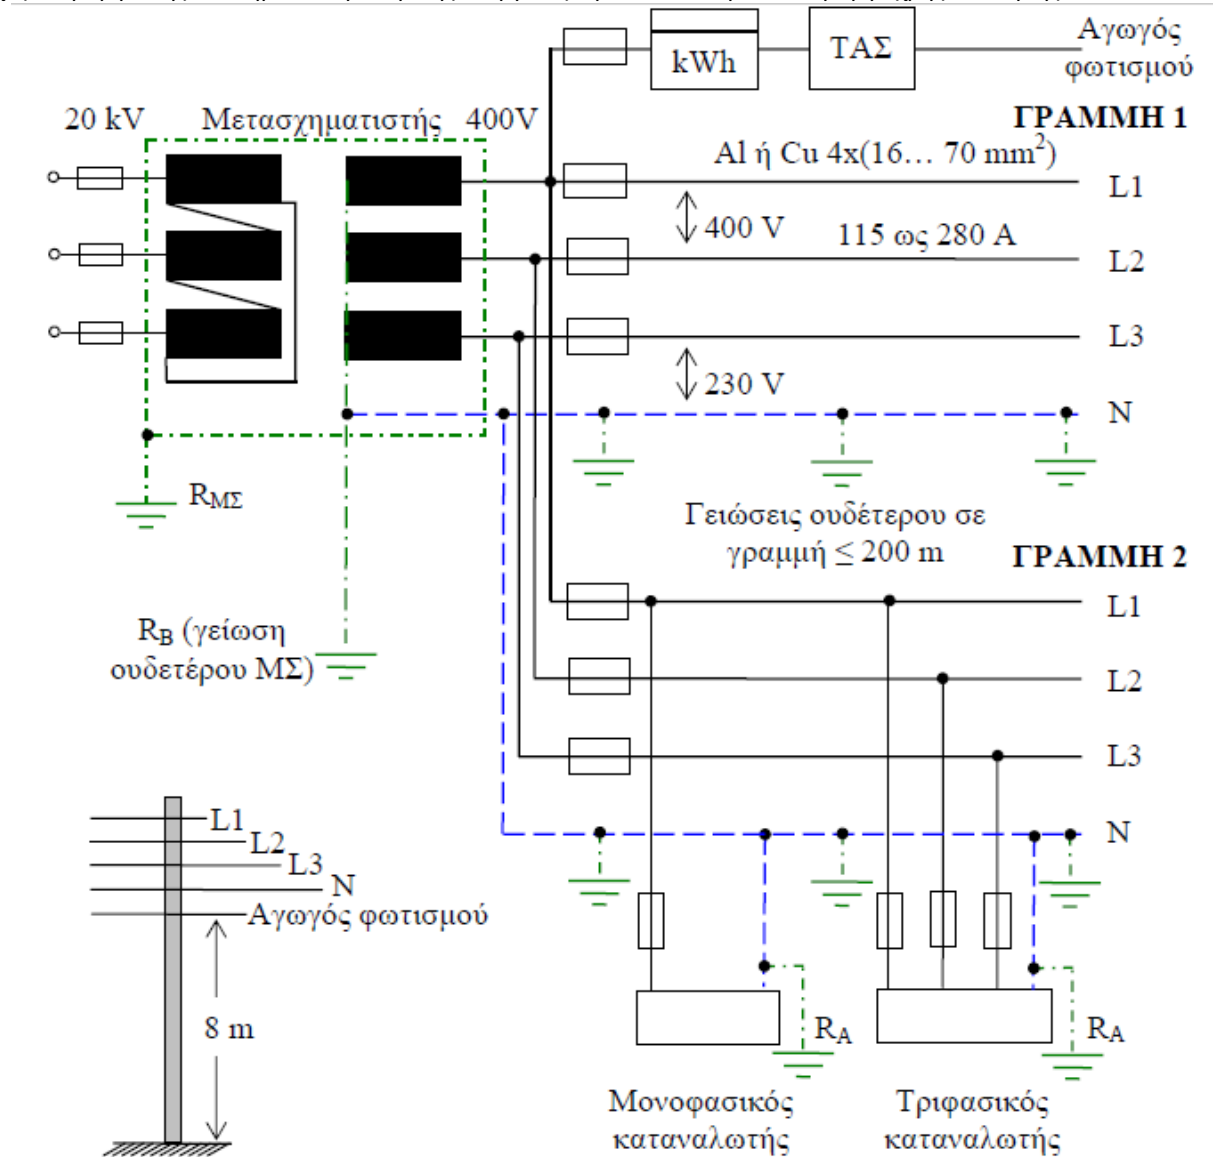 Αγωγός
φωτισμού
kWh
ΤΑΣ
20 kV
Μετασχηματιστής
400V
ΓΡΑΜΜΗ 1
Al ή Cu 4x(16… 70 mm²)
L1
400 V
115 ως 280 A
L2
L3
230 V
N
RΜΣ
Γειώσεις ουδέτερου σε
γραμμή ≤ 200 m
ΓΡΑΜΜΗ 2
L1
RB (γείωση
ουδετέρου ΜΣ)
L2
L3
N
L1
L2
L3
N
Αγωγός φωτισμού
8 m
RA
RA
Μονοφασικός
καταναλωτής
Τριφασικός
καταναλωτής